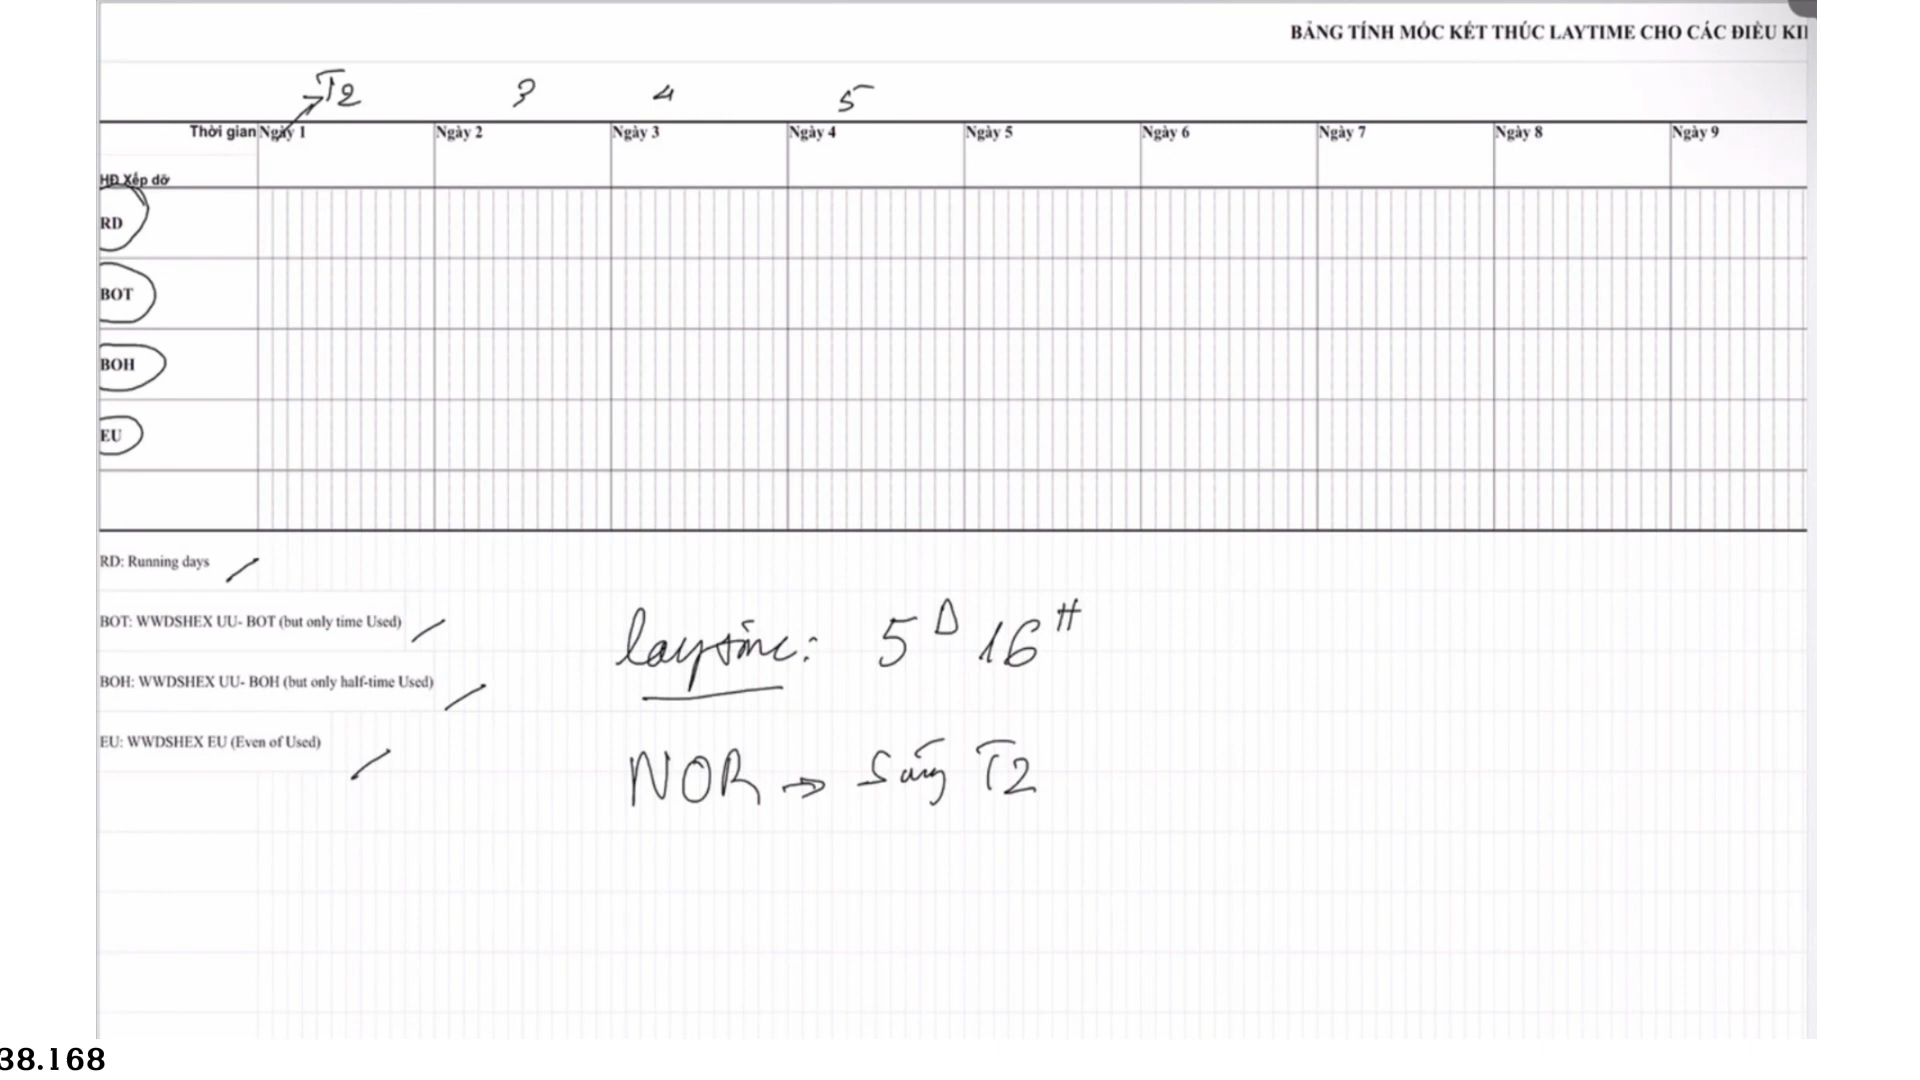 BẢNG TÍNH MÓC KẾT THÚC LAYTIME CHO CÁC ĐIỀU KI
T2 3 4 5
Thời gian Ngày 1 Ngày 2 Ngày 3 Ngày 4 Ngày 5 Ngày 6 Ngày 7 Ngày 8 Ngày 9
HĐ Xếp dỡ
RD
BOT
BOH
EU
RD: Running days
BOT: WWDSHEX UU- BOT (but only time Used)
BOH: WWDSHEX UU- BOH (but only half-time Used)
EU: WWDSHEX EU (Even of Used)
laytime: 5 D 16 H
NOR → Sáng T2
38.168